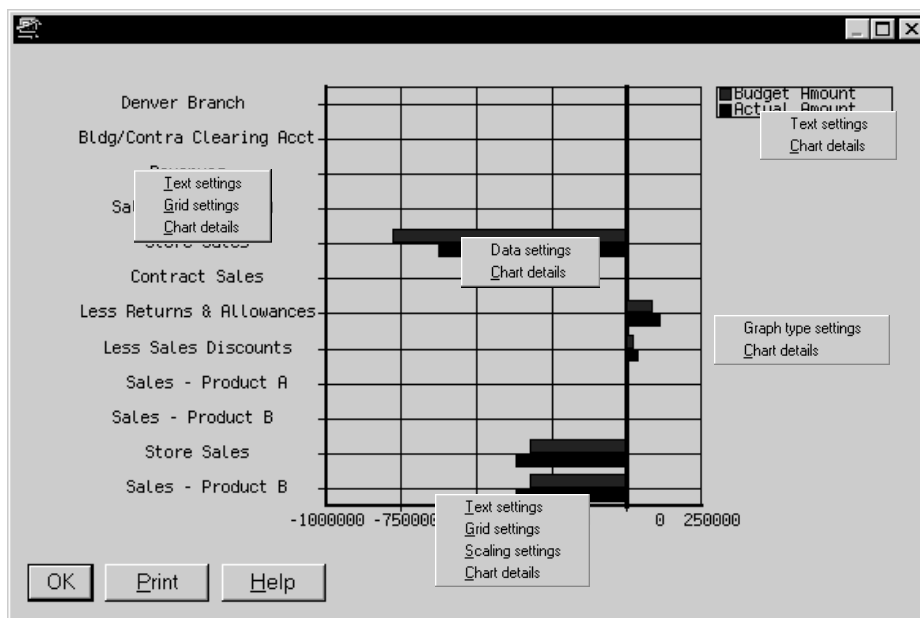 Budget Amount
Actual Amount
Text settings
Chart details
Denver Branch
Bldg/Contra Clearing Acct
Text settings
Grid settings
Chart details
Data settings
Chart details
Contract Sales
Less Returns & Allowances
Graph type settings
Chart details
Less Sales Discounts
Sales - Product A
Sales - Product B
Store Sales
Sales - Product B
-1000000 -750000 0 250000
Text settings
Grid settings
Scaling settings
Chart details
OK Print Help